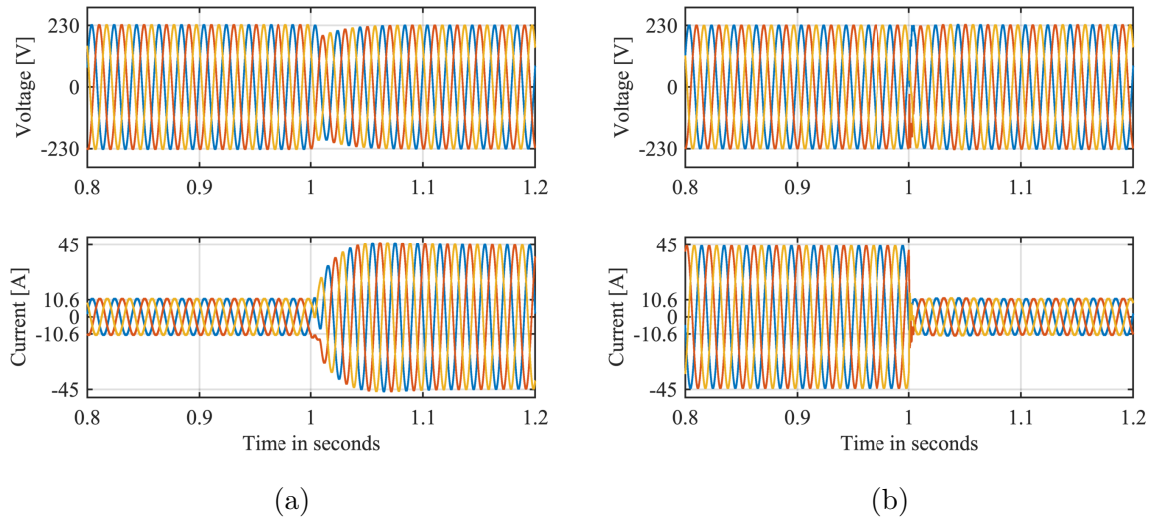 230
0
-230
Voltage [V]
0.8 0.9 1 1.1 1.2
45
10.6
0
-10.6
-45
Current [A]
0.8 0.9 1 1.1 1.2
Time in seconds
(a)
230
0
-230
Voltage [V]
0.8 0.9 1 1.1 1.2
45
10.6
0
-10.6
-45
Current [A]
0.8 0.9 1 1.1 1.2
Time in seconds
(b)